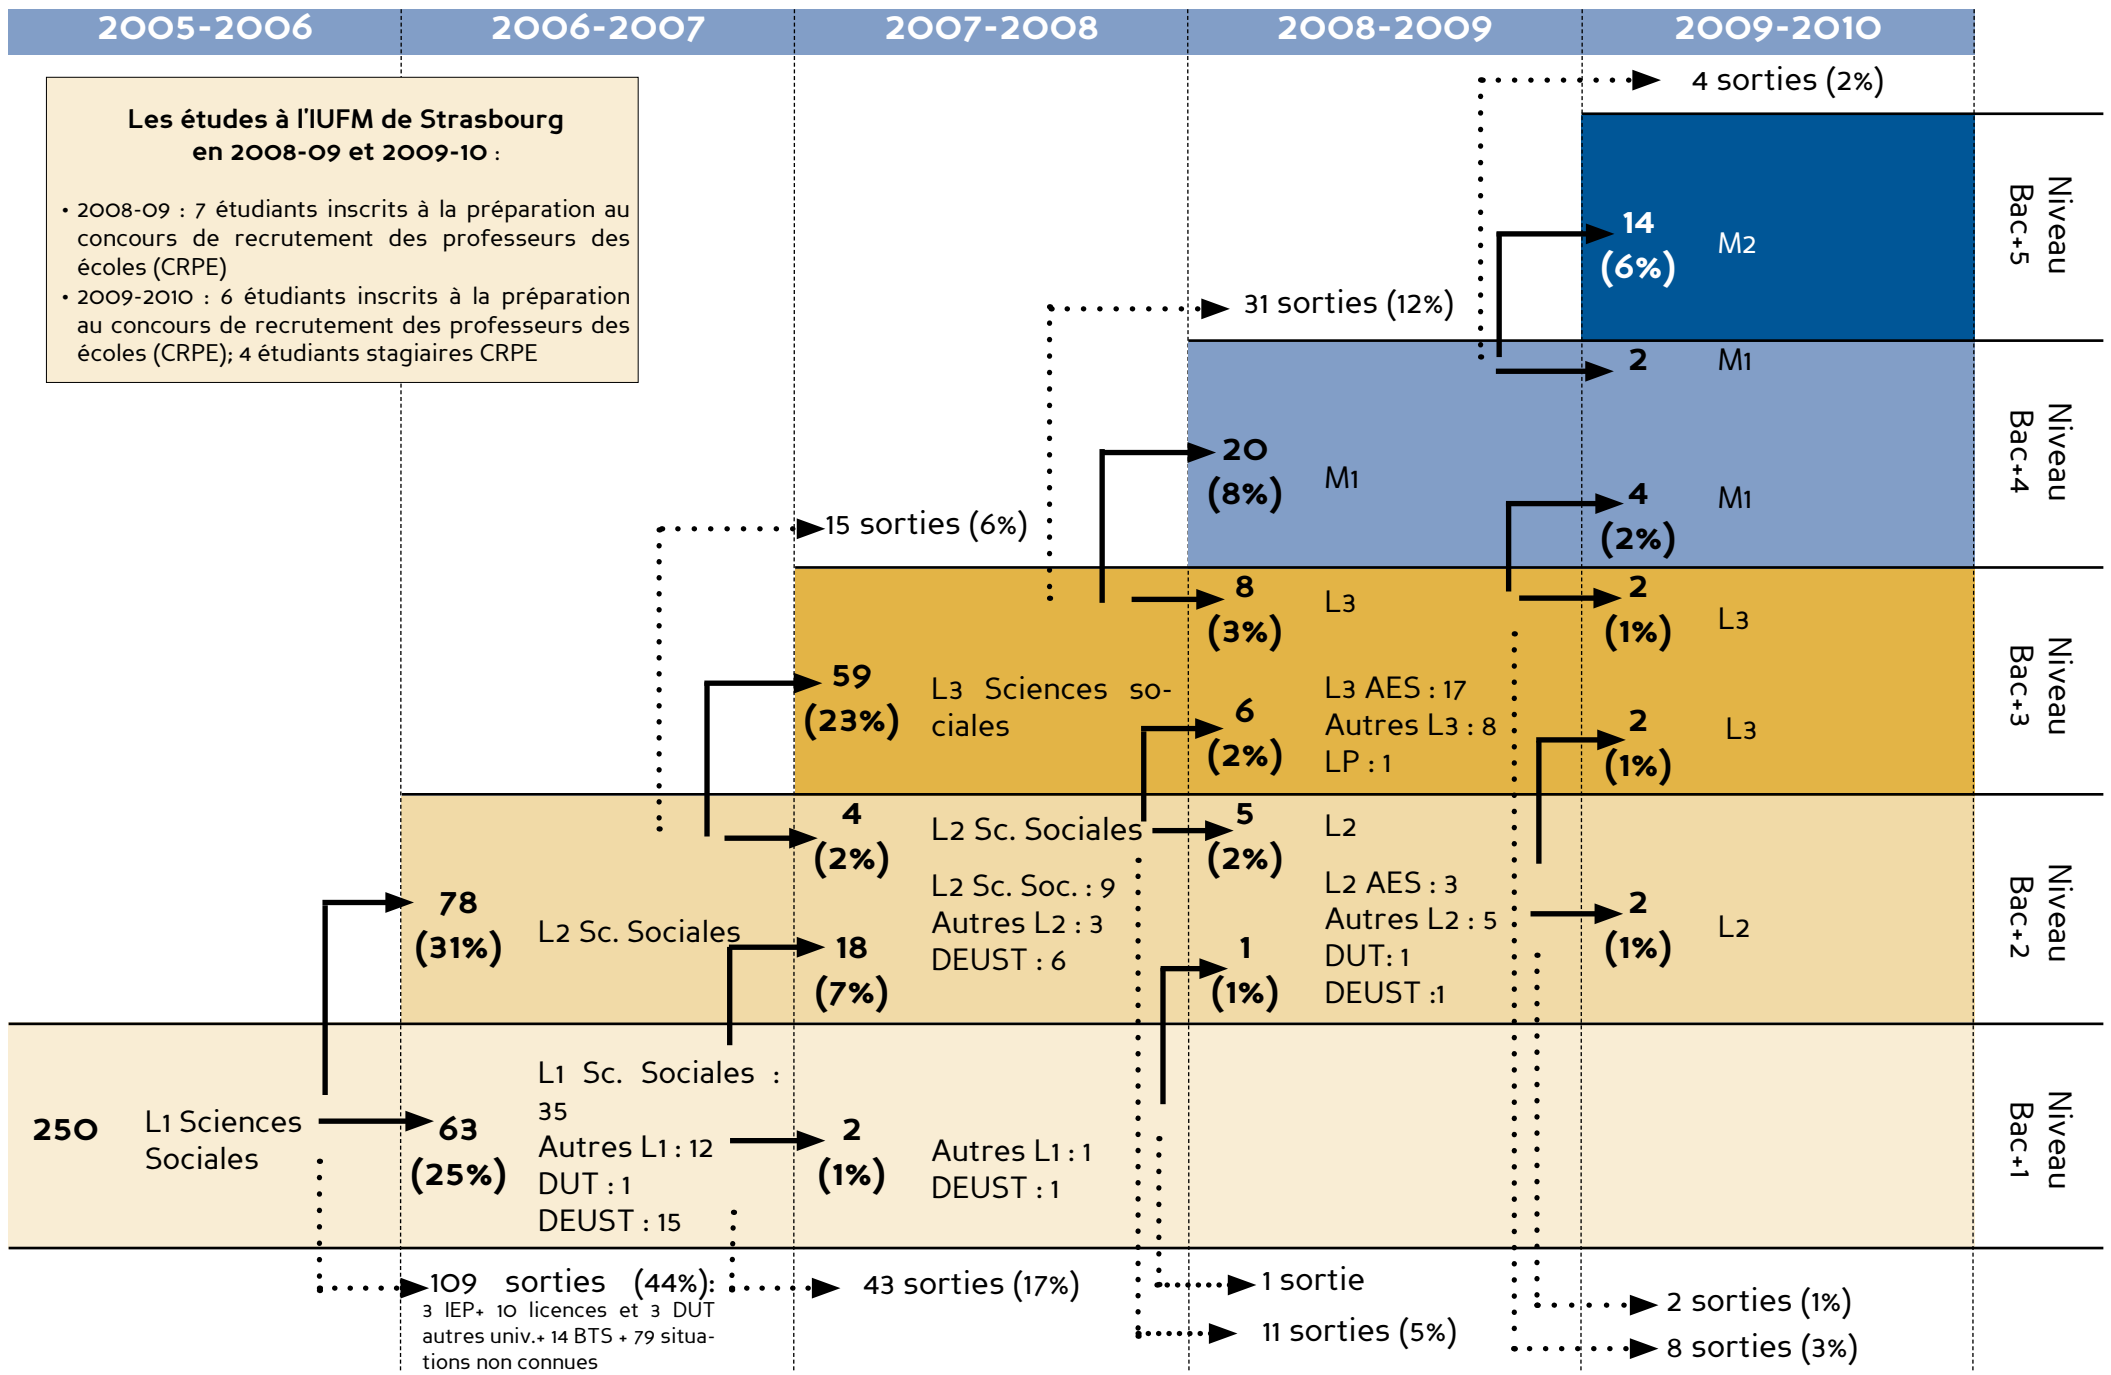 2005-2006
2006-2007
2007-2008
2008-2009
2009-2010
Les études à l'IUFM de Strasbourg
en 2008-09 et 2009-10 :
• 2008-09 : 7 étudiants inscrits à la préparation au
concours de recrutement des professeurs des
écoles (CRPE)
• 2009-2010 : 6 étudiants inscrits à la préparation
au concours de recrutement des professeurs des
écoles (CRPE); 4 étudiants stagiaires CRPE
4 sorties (2%)
14
(6%)
M2
Niveau
Bac+5
31 sorties (12%)
2
M1
20
(8%)
M1
4
(2%)
M1
Niveau
Bac+4
15 sorties (6%)
8
(3%)
L3
2
(1%)
L3
59
(23%)
L3 Sciences so-
ciales
6
(2%)
L3 AES : 17
Autres L3 : 8
LP : 1
2
(1%)
L3
Niveau
Bac+3
78
(31%)
L2 Sc. Sociales
4
(2%)
L2 Sc. Sociales
18
(7%)
L2 Sc. Soc. : 9
Autres L2 : 3
DEUST : 6
5
(2%)
L2
1
(1%)
L2 AES : 3
Autres L2 : 5
DUT: 1
DEUST :1
2
(1%)
L2
Niveau
Bac+2
250
L1 Sciences
Sociales
63
(25%)
L1 Sc. Sociales :
35
Autres L1 : 12
DUT : 1
DEUST : 15
2
(1%)
Autres L1 : 1
DEUST : 1
Niveau
Bac+1
109 sorties (44%):
3 IEP+ 10 licences et 3 DUT
autres univ.+ 14 BTS + 79 situa-
tions non connues
43 sorties (17%)
1 sortie
11 sorties (5%)
2 sorties (1%)
8 sorties (3%)